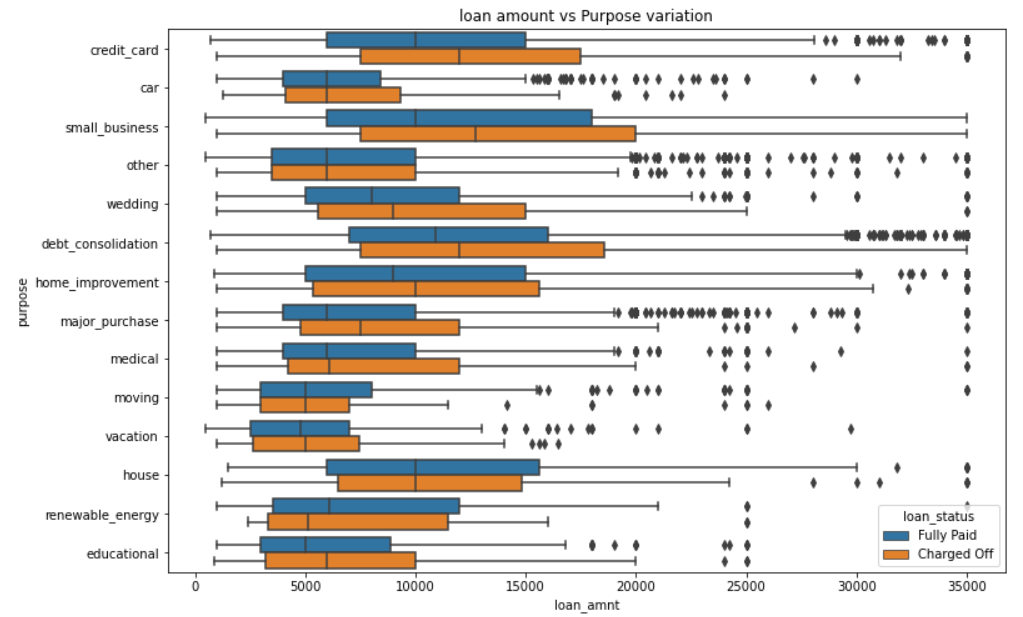 loan amount vs Purpose variation
purpose
credit_card
car
small_business
other
wedding
debt_consolidation
home_improvement
major_purchase
medical
moving
vacation
house
renewable_energy
educational
loan_status
Fully Paid
Charged Off
0 5000 10000 15000 20000 25000 30000 35000
loan_amnt